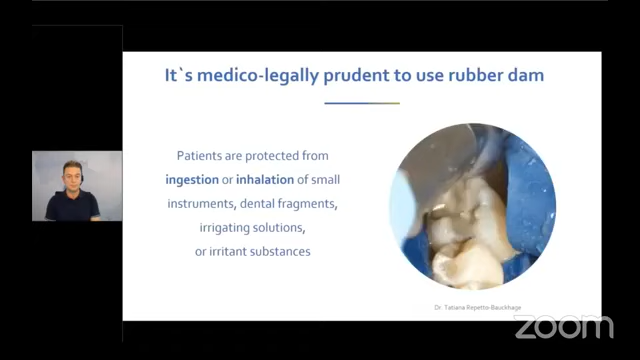 It`s medico-legally prudent to use rubber dam
Patients are protected from
ingestion or inhalation of small
instruments, dental fragments,
irrigating solutions,
or irritant substances
Dr. Tatiana Repetto-Bauckhage
zoom